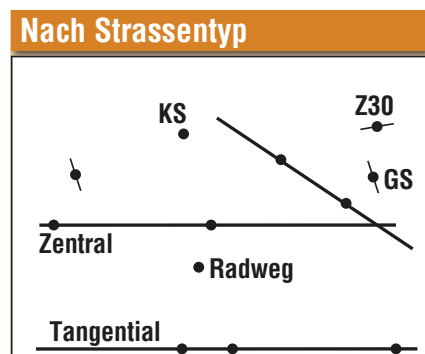 Nach Strassentyp
KS
Z30
GS
Zentral
Radweg
Tangential